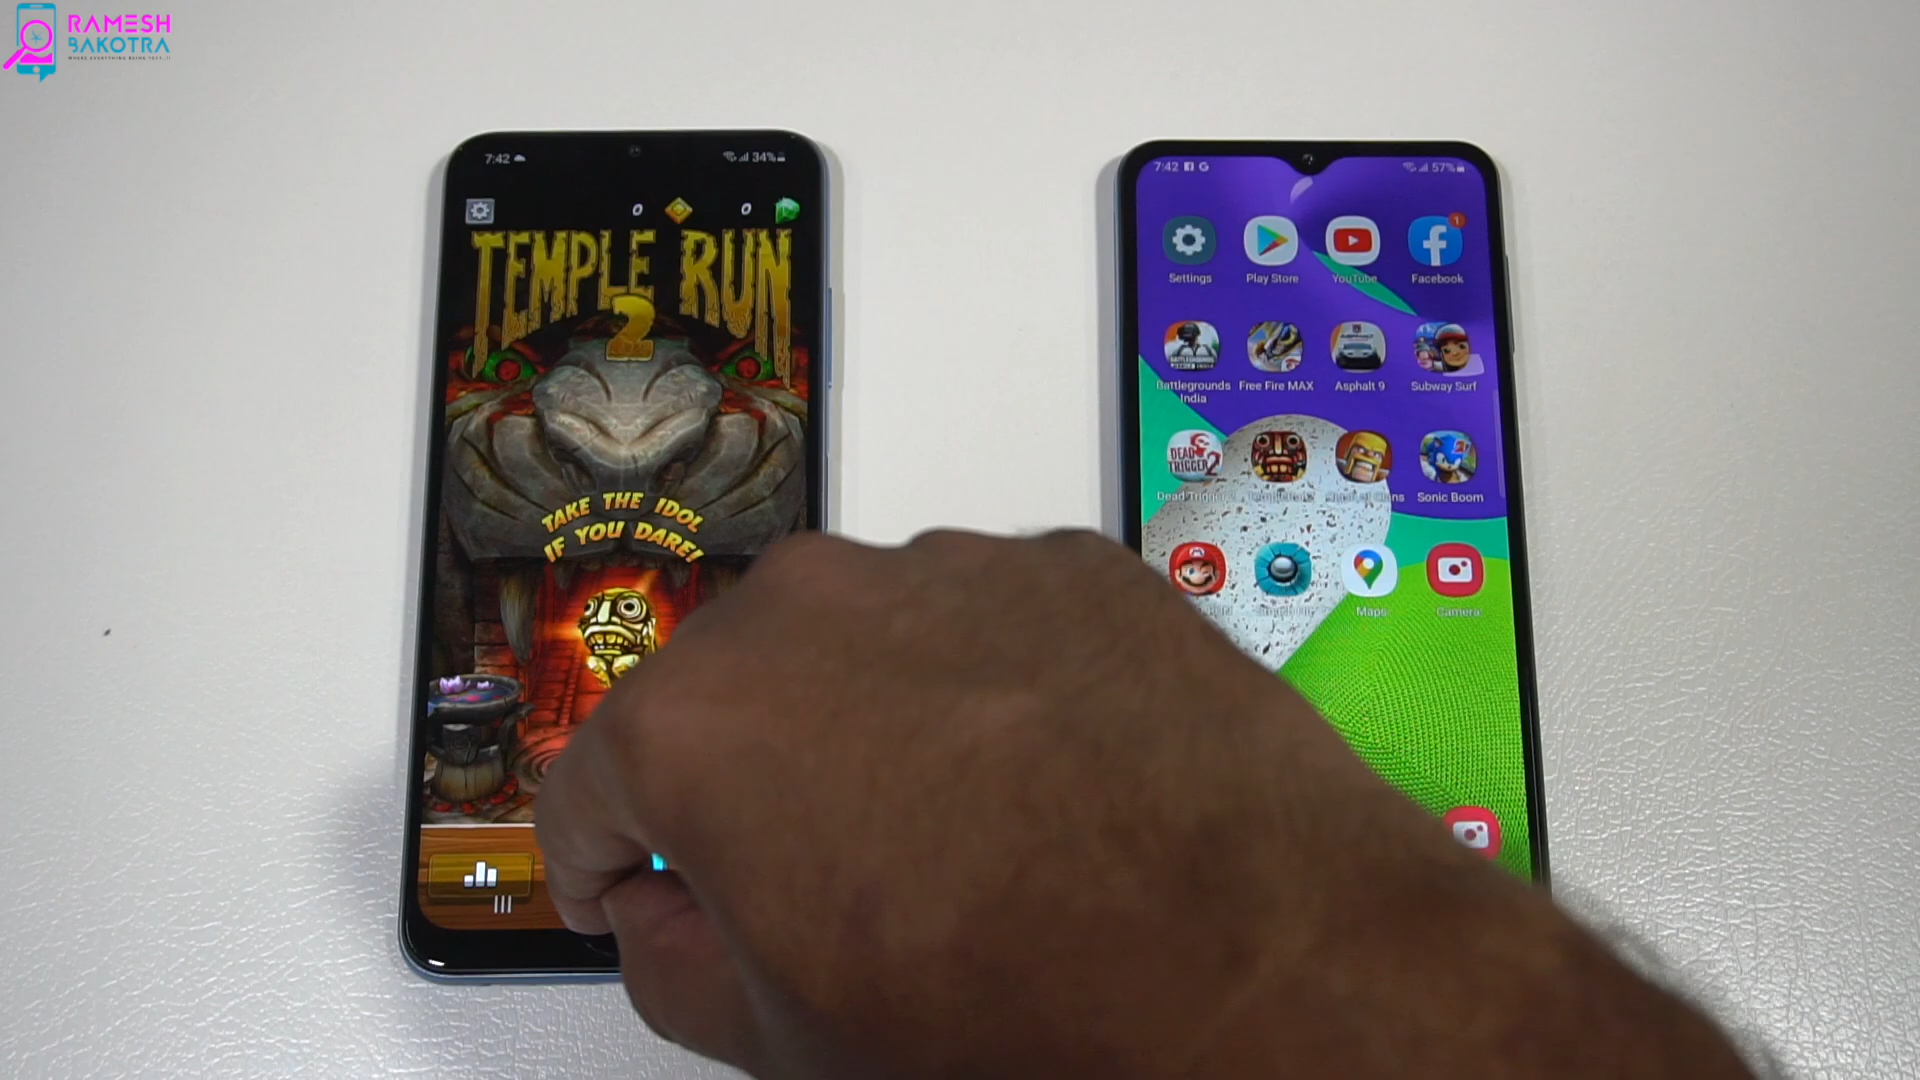 RAMESH
BAKOTRA
7:42
34%
0
0
TEMPLE RUN
2
TAKE THE IDOL
IF YOU DARE!
7:42
57%
1
Settings
Play Store
YouTube
Facebook
Battlegrounds
India
Free Fire MAX
Asphalt 9
Subway Surf
DEAD
TRIGGER
2
Dead Trigger
Sonic Boom
Maps
Camera